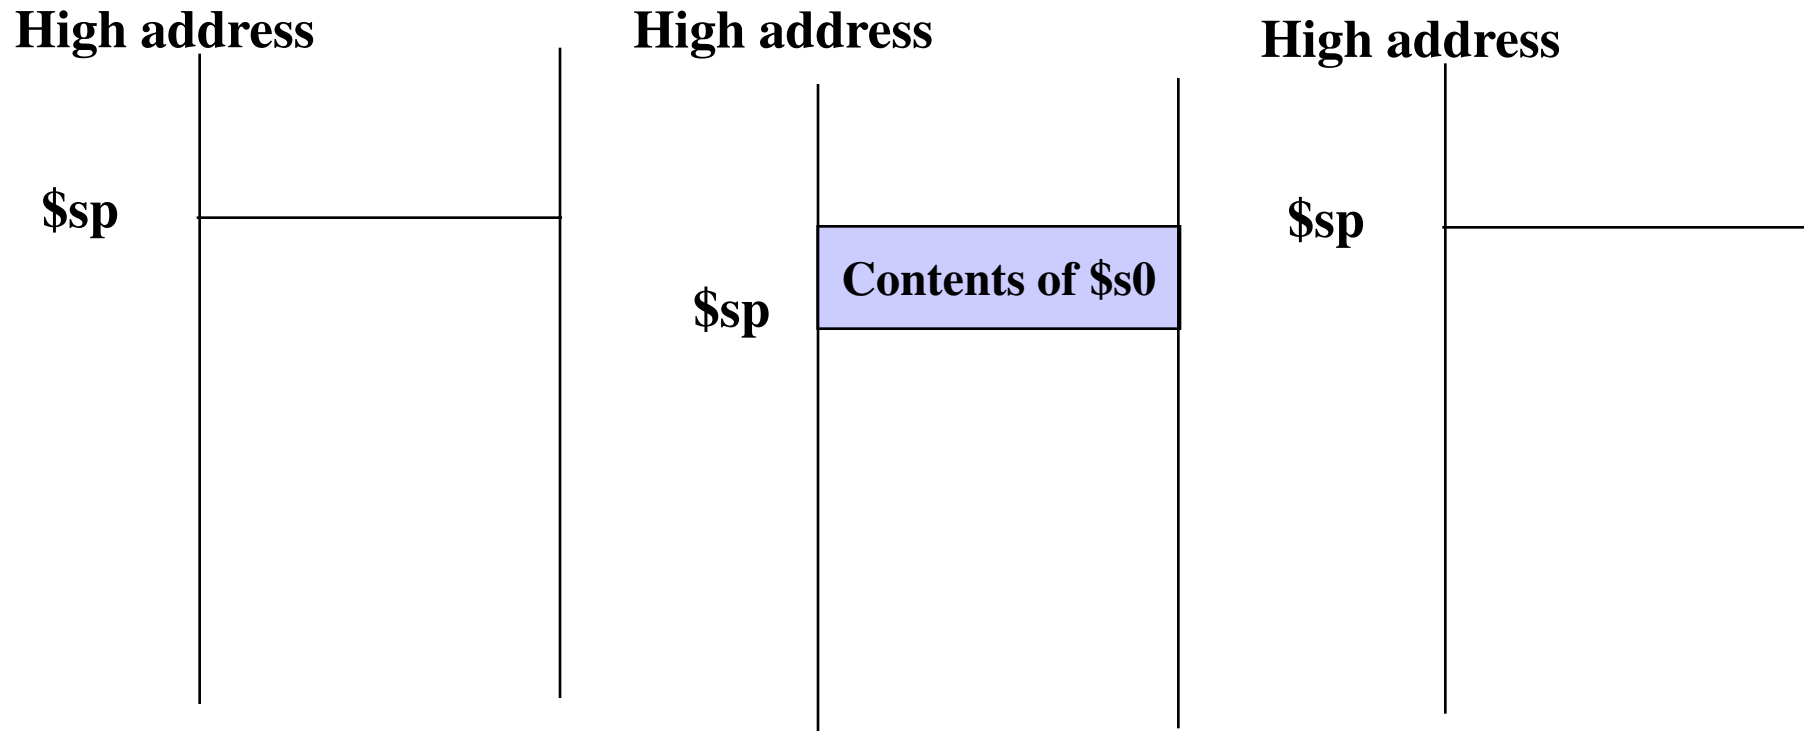 High address
High address
High address
$sp
$sp
Contents of $s0
$sp